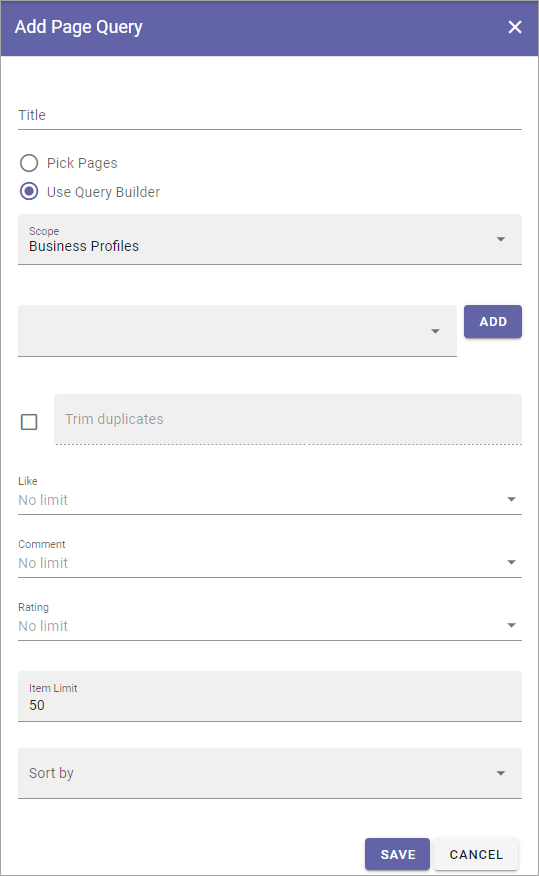 Add Page Query
Title
Pick Pages
Use Query Builder
Scope
Business Profiles
ADD
Trim duplicates
Like
No limit
Comment
No limit
Rating
No limit
Item Limit
50
Sort by
SAVE CANCEL